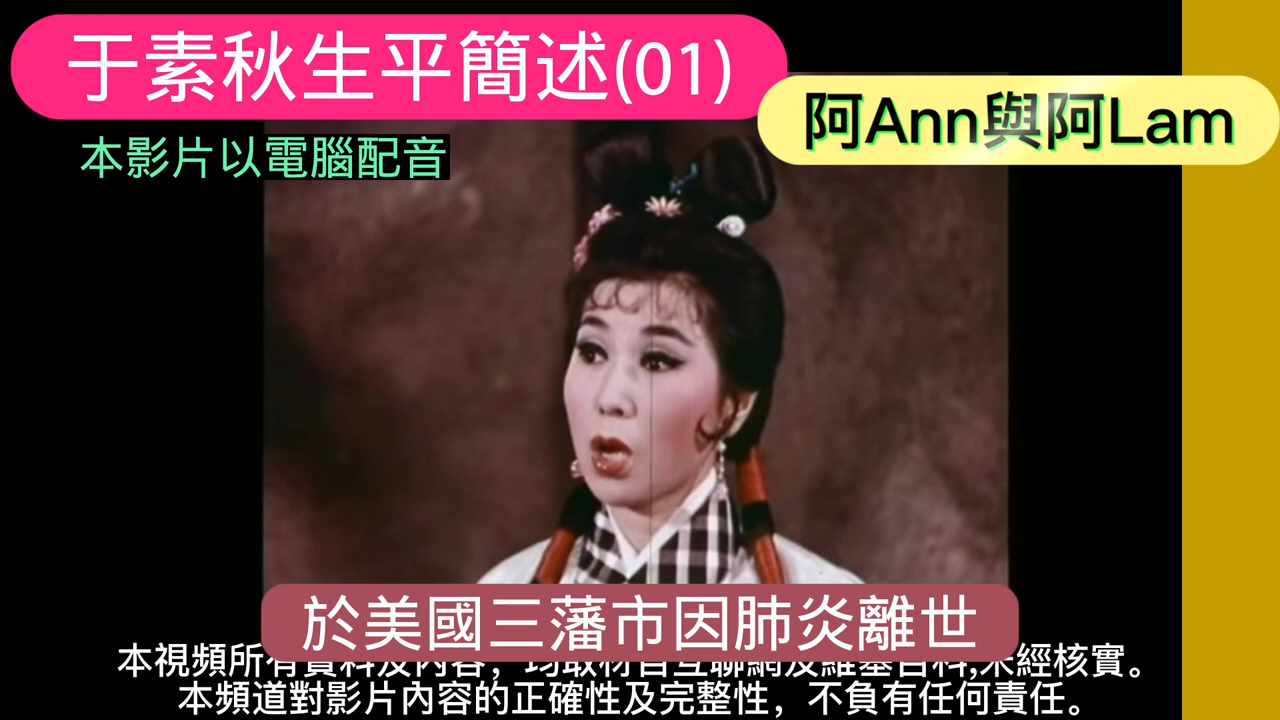 于素秋生平簡述(01)
阿Ann與阿Lam
本影片以電腦配音
於美國三藩市因肺炎離世
本視頻所有資料及內容，均取材自互聯網及維基百科,未經核實。
本頻道對影片內容的正確性及完整性，不負有任何責任。